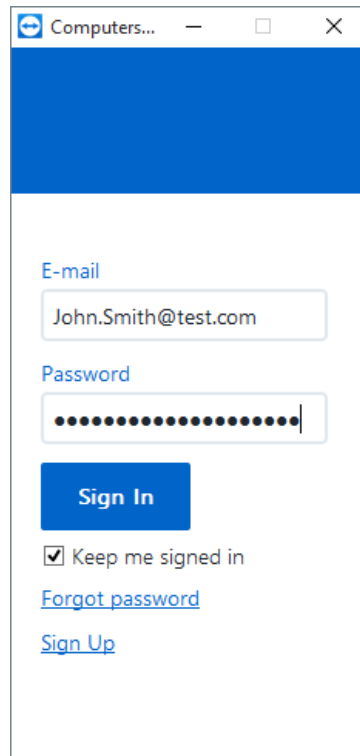 Computers...
E-mail
John.Smith@test.com
Password
••••••••••••••••••••
Sign In
Keep me signed in
Forgot password
Sign Up